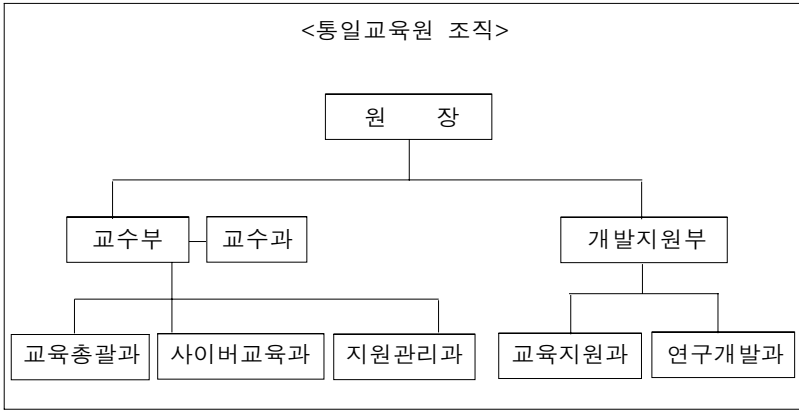 <통일교육원 조직>
원 장
교수부 교수과 개발지원부
교육총괄과 사이버교육과 지원관리과 교육지원과 연구개발과